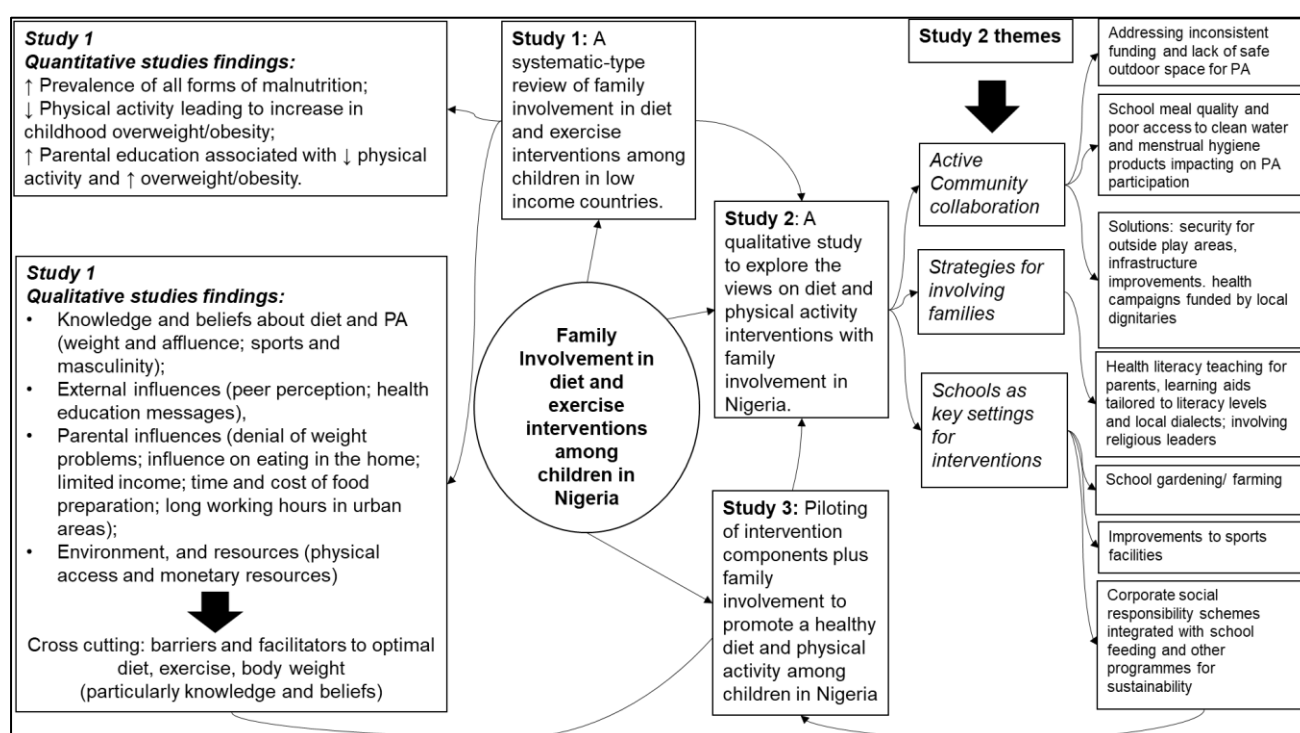 Study 1
Quantitative studies findings:
↑ Prevalence of all forms of malnutrition;
↓ Physical activity leading to increase in
childhood overweight/obesity;
↑ Parental education associated with ↓ physical
activity and ↑ overweight/obesity.
Study 1
Qualitative studies findings:
• Knowledge and beliefs about diet and PA
(weight and affluence; sports and
masculinity);
• External influences (peer perception; health
education messages),
• Parental influences (denial of weight
problems; influence on eating in the home;
limited income; time and cost of food
preparation; long working hours in urban
areas);
• Environment, and resources (physical
access and monetary resources)
Cross cutting: barriers and facilitators to optimal
diet, exercise, body weight
(particularly knowledge and beliefs)
Study 1: A
systematic-type
review of family
involvement in diet
and exercise
interventions among
children in low
income countries.
Family
Involvement in
diet and
exercise
interventions
among
children in
Nigeria
Study 2: A
qualitative study
to explore the
views on diet and
physical activity
interventions with
family
involvement in
Nigeria.
Study 3: Piloting
of intervention
components plus
family
involvement to
promote a healthy
diet and physical
activity among
children in Nigeria
Study 2 themes
Active
Community
collaboration
Strategies for
involving
families
Schools as
key settings
for
interventions
Addressing inconsistent
funding and lack of safe
outdoor space for PA
School meal quality and
poor access to clean water
and menstrual hygiene
products impacting on PA
participation
Solutions: security for
outside play areas,
infrastructure
improvements. health
campaigns funded by local
dignitaries
Health literacy teaching for
parents, learning aids
tailored to literacy levels
and local dialects; involving
religious leaders
School gardening/ farming
Improvements to sports
facilities
Corporate social
responsibility schemes
integrated with school
feeding and other
programmes for
sustainability